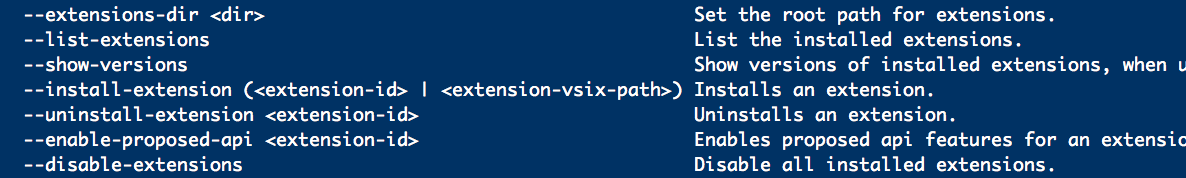 --extensions-dir <dir> Set the root path for extensions.
--list-extensions List the installed extensions.
--show-versions Show versions of installed extensions, when
--install-extension (<extension-id> | <extension-vsix-path>) Installs an extension.
--uninstall-extension <extension-id> Uninstalls an extension.
--enable-proposed-api <extension-id> Enables proposed api features for an
--disable-extensions Disable all installed extensions.